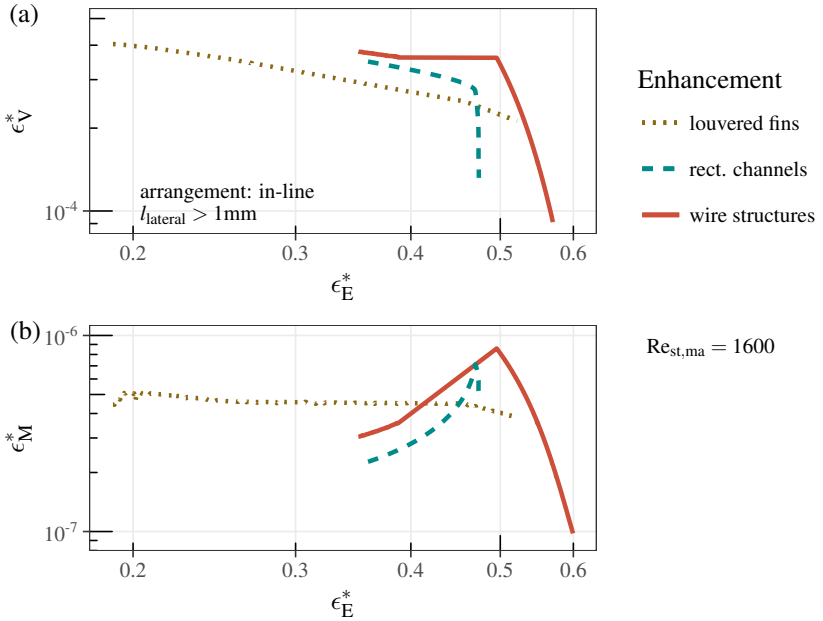 (a)
ϵ*V
10-4
arrangement: in-line
llateral > 1mm
0.2
0.3
0.4
0.5
0.6
ϵ*E
Enhancement
louvered fins
rect. channels
wire structures
(b)
10-6
ϵ*M
10-7
0.2
0.3
0.4
0.5
0.6
ϵ*E
Rest,ma = 1600